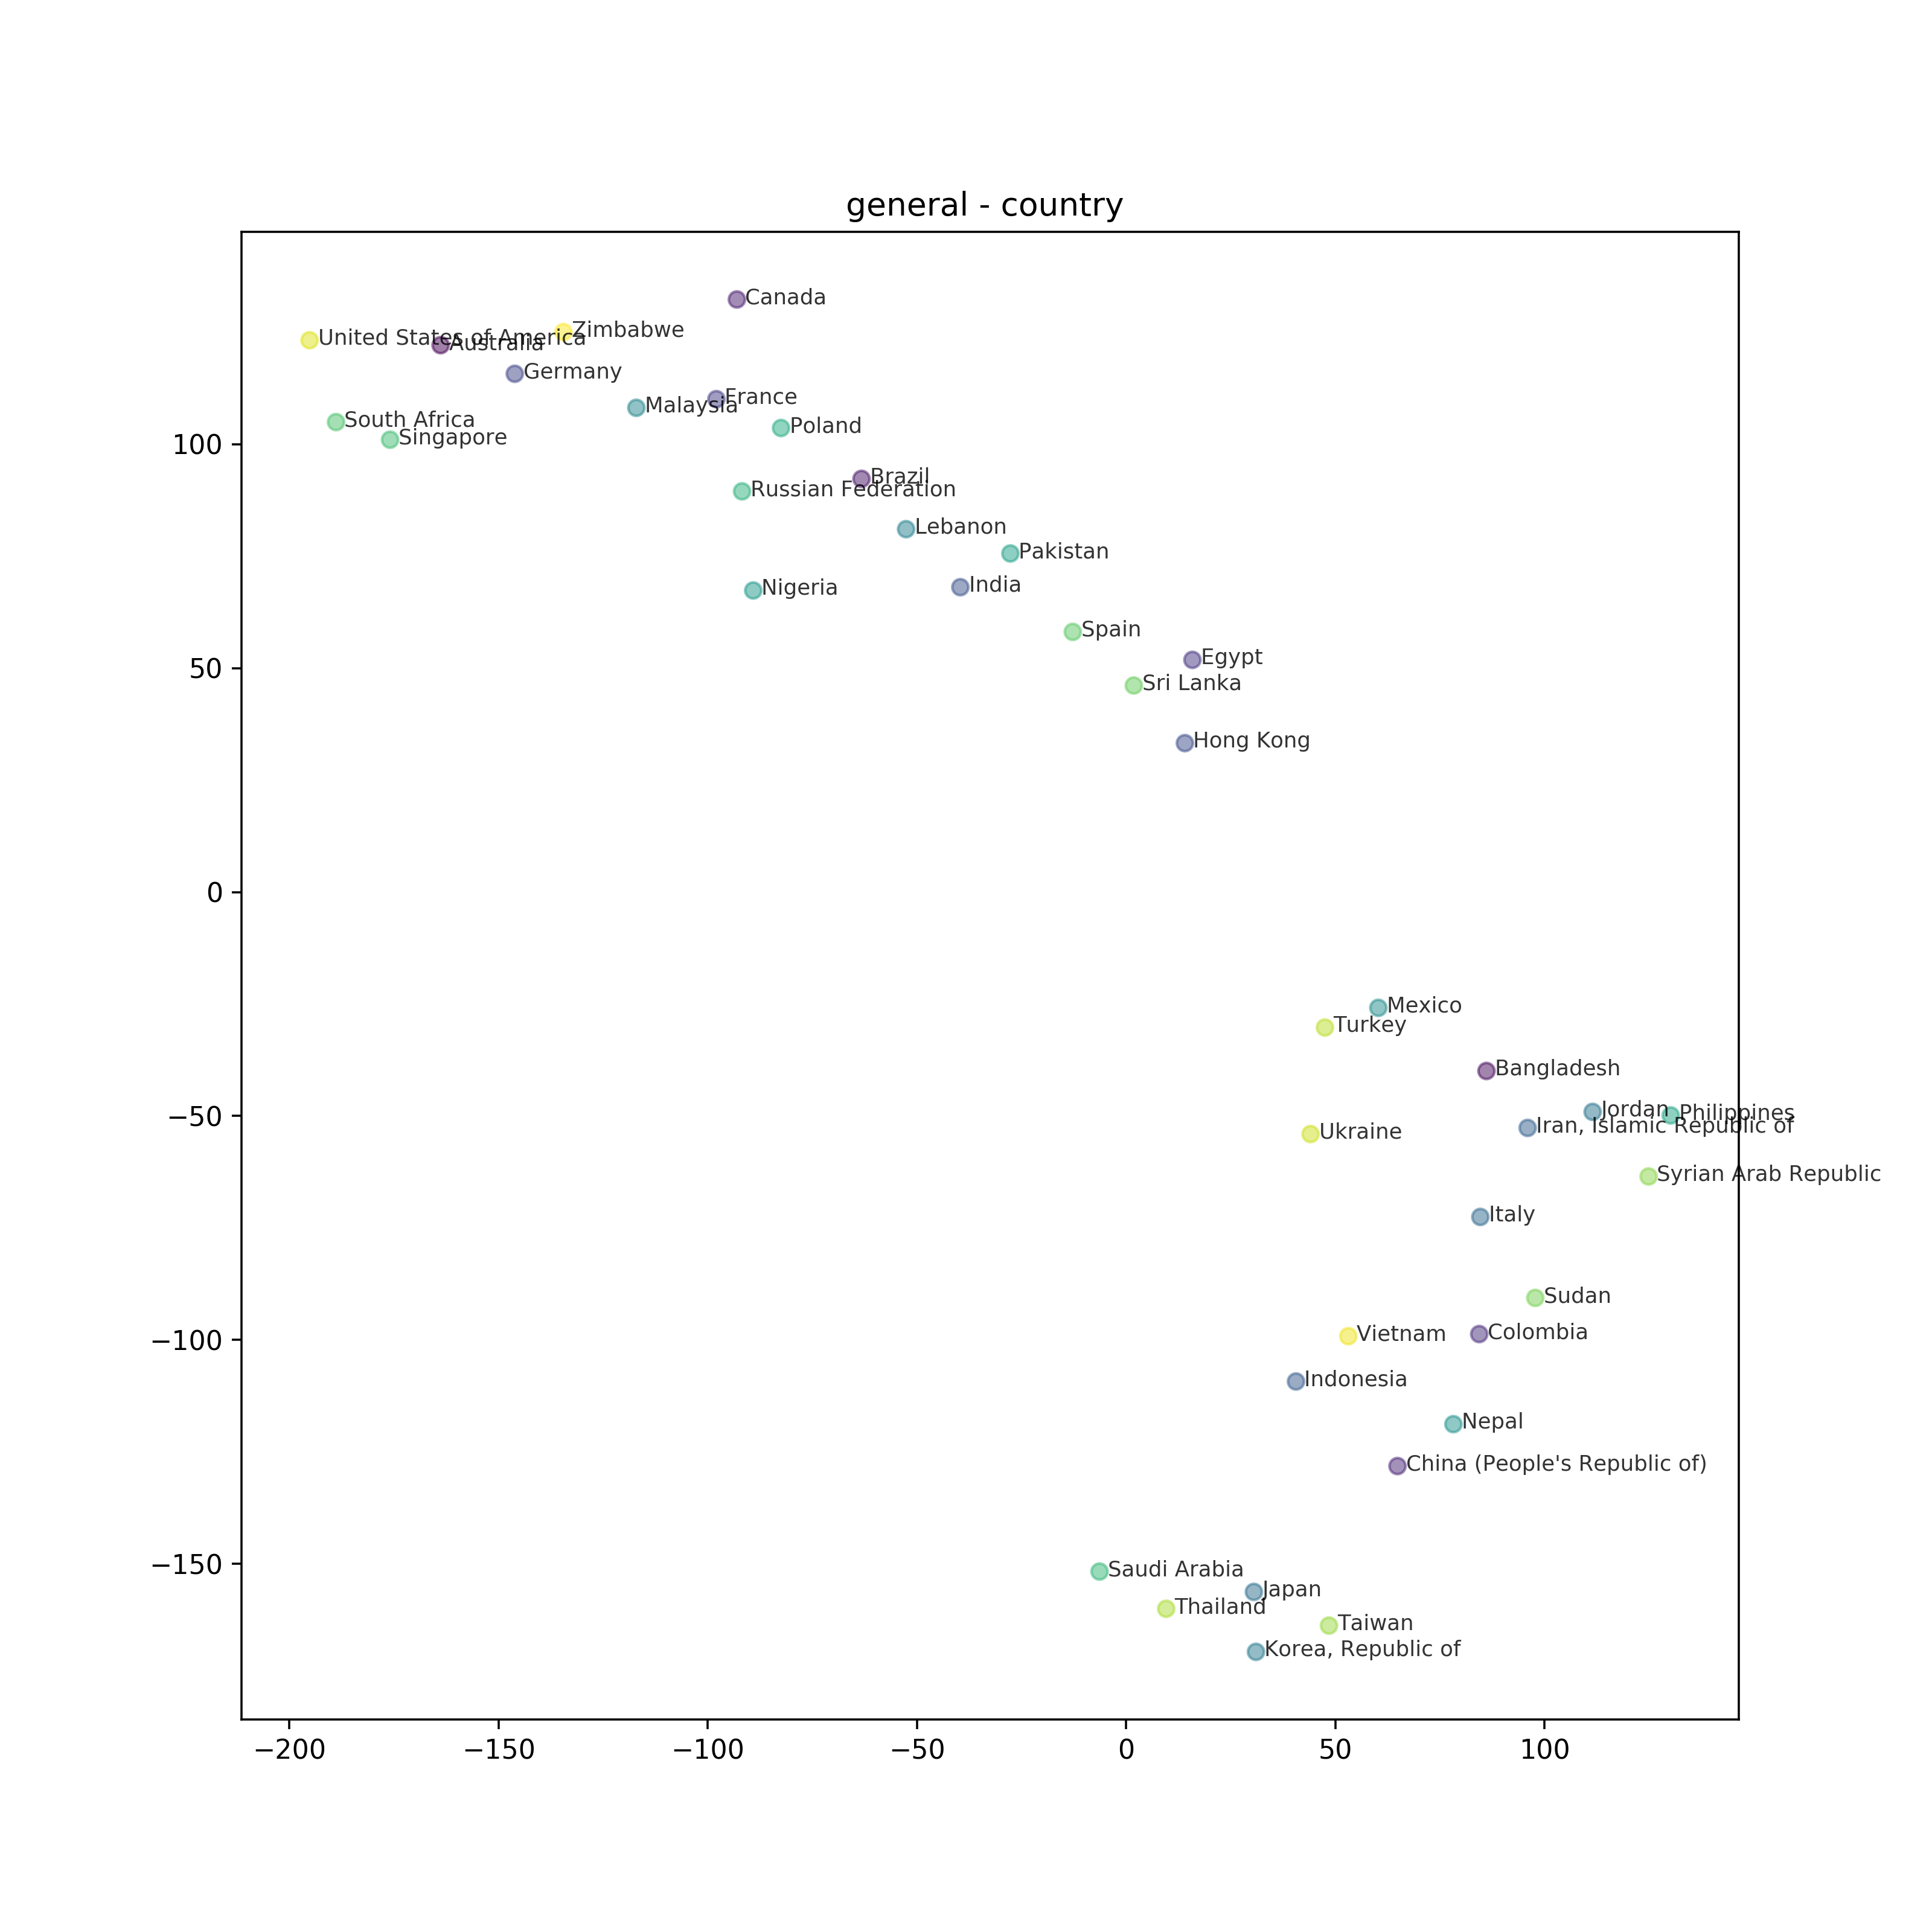 general - country
Canada
Zimbabwe
United States of America
Australia
Germany
France
Malaysia
Poland
South Africa
Singapore
100
Brazil
Russian Federation
Lebanon
Pakistan
Nigeria
India
Spain
50
Egypt
Sri Lanka
Hong Kong
0
Mexico
Turkey
Bangladesh
Jordan
Philippines
−50
Iran, Islamic Republic of
Ukraine
Syrian Arab Republic
Italy
Sudan
Colombia
Vietnam
−100
Indonesia
Nepal
China (People's Republic of)
−150
Saudi Arabia
Japan
Thailand
Taiwan
Korea, Republic of
−200 −150 −100 −50 0 50 100